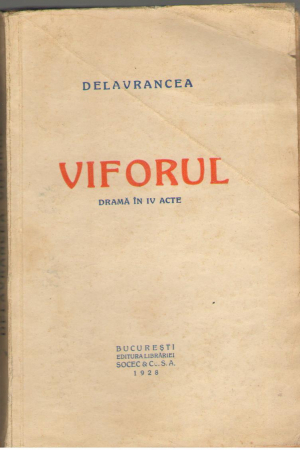 DELAVRANCEA
VIFORUL
DRAMĂ ÎN IV ACTE
BUCUREȘTI
EDITURA LIBRĂRIEI
SOCEC & C., S.A.
1928